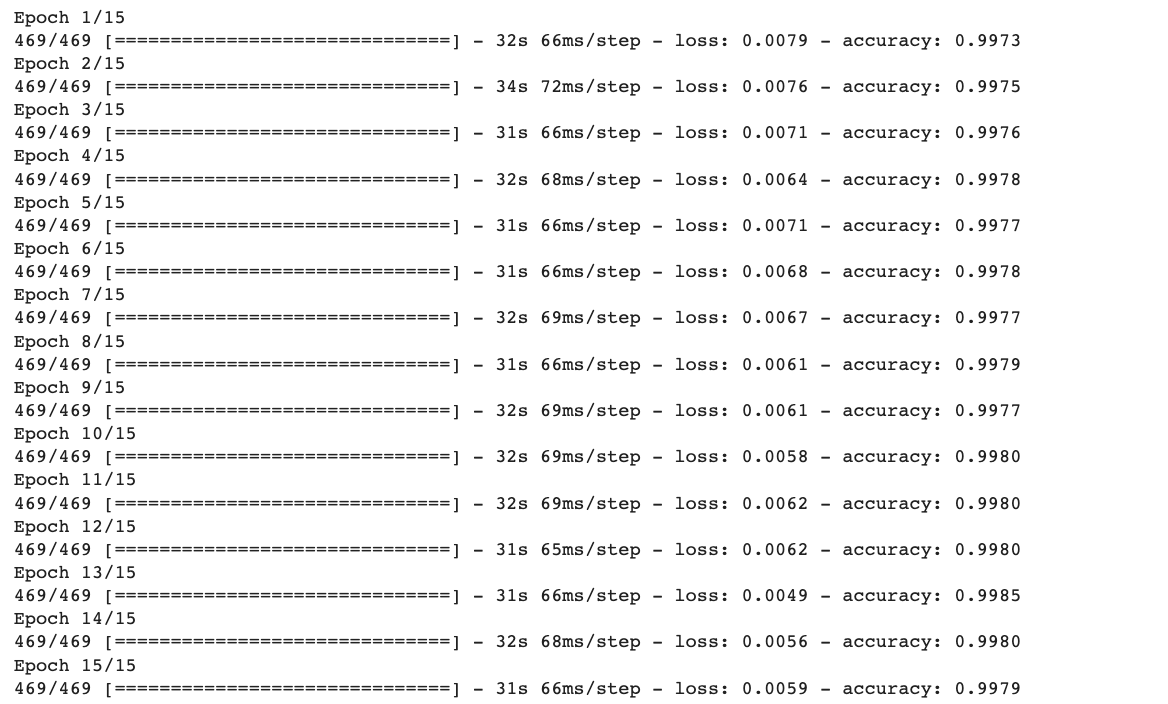 Epoch 1/15
469/469 [==============================] - 32s 66ms/step - loss: 0.0079 - accuracy: 0.9973
Epoch 2/15
469/469 [==============================] - 34s 72ms/step - loss: 0.0076 - accuracy: 0.9975
Epoch 3/15
469/469 [==============================] - 31s 66ms/step - loss: 0.0071 - accuracy: 0.9976
Epoch 4/15
469/469 [==============================] - 32s 68ms/step - loss: 0.0064 - accuracy: 0.9978
Epoch 5/15
469/469 [==============================] - 31s 66ms/step - loss: 0.0071 - accuracy: 0.9977
Epoch 6/15
469/469 [==============================] - 31s 66ms/step - loss: 0.0068 - accuracy: 0.9978
Epoch 7/15
469/469 [==============================] - 32s 69ms/step - loss: 0.0067 - accuracy: 0.9977
Epoch 8/15
469/469 [==============================] - 31s 66ms/step - loss: 0.0061 - accuracy: 0.9979
Epoch 9/15
469/469 [==============================] - 32s 69ms/step - loss: 0.0061 - accuracy: 0.9977
Epoch 10/15
469/469 [==============================] - 32s 69ms/step - loss: 0.0058 - accuracy: 0.9980
Epoch 11/15
469/469 [==============================] - 32s 69ms/step - loss: 0.0062 - accuracy: 0.9980
Epoch 12/15
469/469 [==============================] - 31s 65ms/step - loss: 0.0062 - accuracy: 0.9980
Epoch 13/15
469/469 [==============================] - 31s 66ms/step - loss: 0.0049 - accuracy: 0.9985
Epoch 14/15
469/469 [==============================] - 32s 68ms/step - loss: 0.0056 - accuracy: 0.9980
Epoch 15/15
469/469 [==============================] - 31s 66ms/step - loss: 0.0059 - accuracy: 0.9979